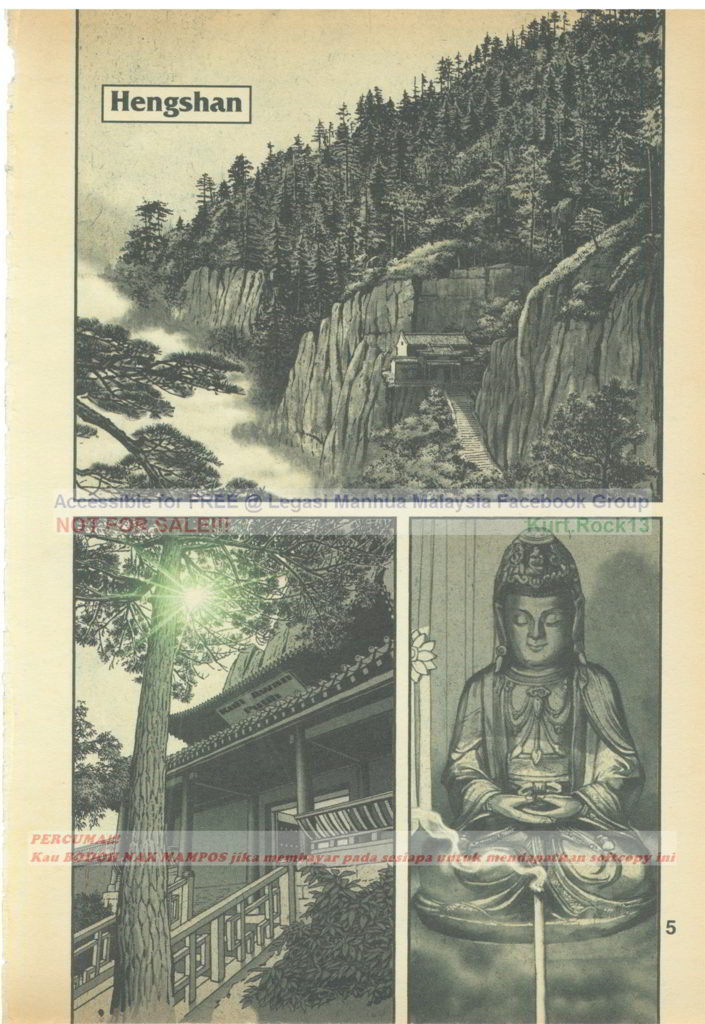 Hengshan
Accessible for FREE @ Legasi Manhua Malaysia Facebook Group
NOT FOR SALE!!!
Kurt.Rock13
PERCUMA!!!
Kau BODOK NAK MAMPOS jika membayar pada sesiapa untuk mendapatkan softcopy ini
5